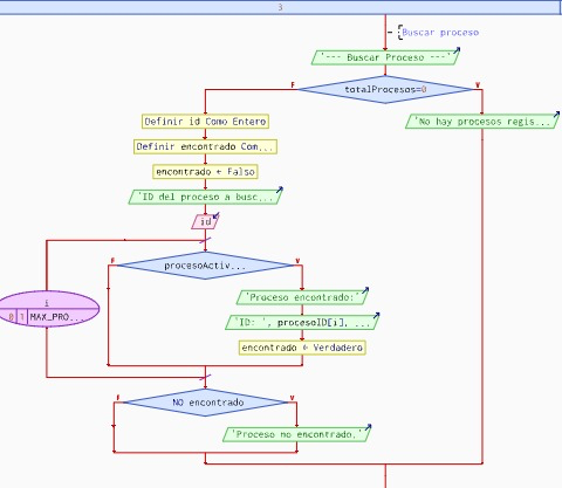 3
Buscar proceso
'--- Buscar Proceso ---'
F totalProcesos=0 V
Definir id Como Entero
'No hay procesos regis...
Definir encontrado Com...
encontrado ← Falso
'ID del proceso a busc...
id
F procesoActiv... V
'Proceso encontrado:'
i
0 1 MAX_PRO...
'ID: ', procesoID[i], ...
encontrado ← Verdadero
F NO encontrado V
'Proceso no encontrado.'